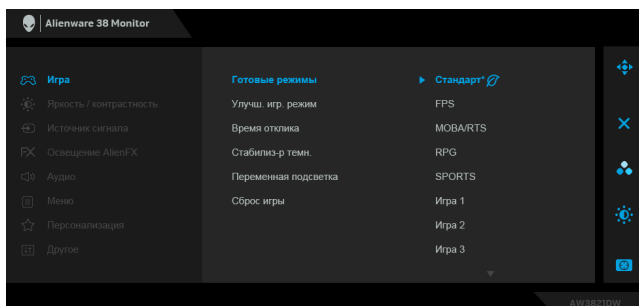 Alienware 38 Monitor
Игра
Готовые режимы
Стандарт*
Яркость / контрастность
Улучш. игр. режим
FPS
Источник сигнала
Время отклика
MOBA/RTS
FX Освещение AlienFX
Стабилиз-р темн.
RPG
Аудио
Переменная подсветка
SPORTS
Меню
Сброс игры
Игра 1
Персонализация
Игра 2
Другое
Игра 3
AW3821DW